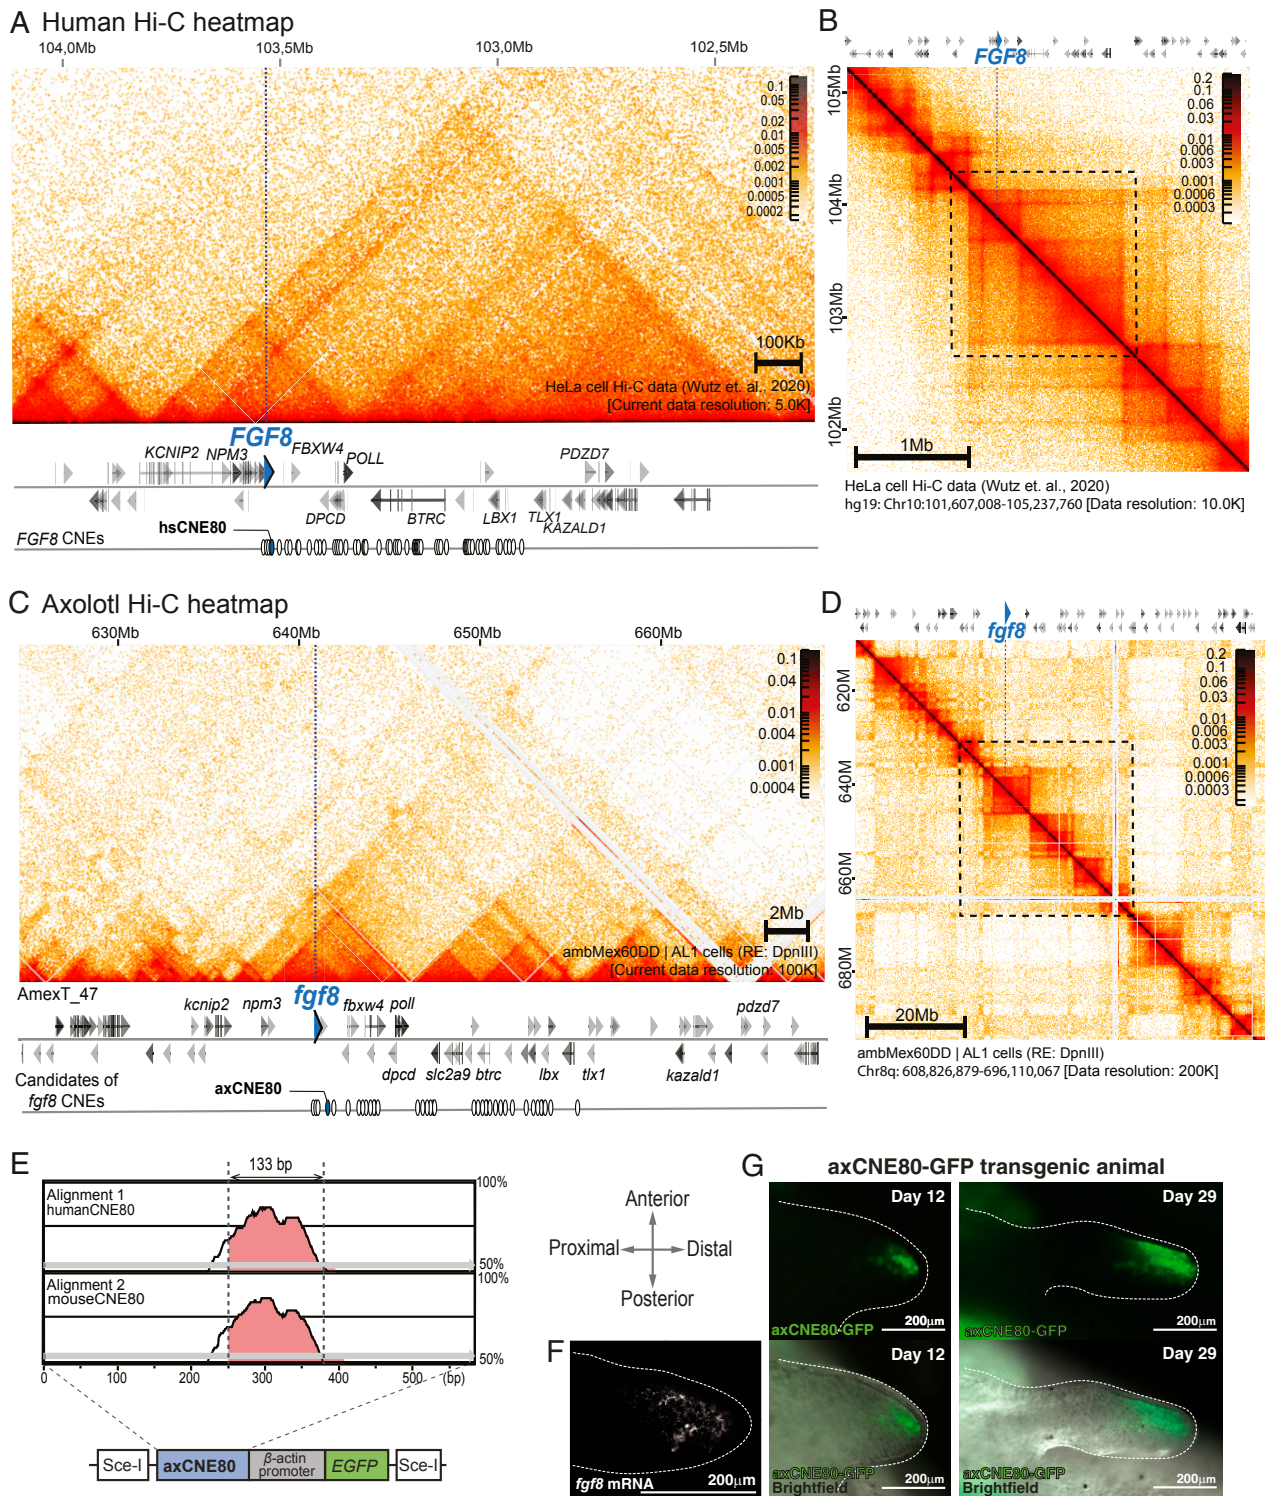 A Human Hi-C heatmap
104,0Mb 103,5Mb 103,0Mb 102,5Mb
0.1
0.05
0.02
0.01
0.005
0.002
0.001
0.0005
0.0002
100Kb
HeLa cell Hi-C data (Wutz et. al., 2020)
[Current data resolution: 5.0K]
FGF8
KCNIP2 NPM3 FBXW4 POLL PDZD7
DPCD BTRC LBX1 TLX1 KAZALD1
hsCNE80
FGF8 CNEs
B
FGF8
105Mb
104Mb
103Mb
102Mb
0.2
0.1
0.06
0.03
0.01
0.006
0.003
0.001
0.0006
0.0003
1Mb
HeLa cell Hi-C data (Wutz et. al., 2020)
hg19: Chr10:101,607,008-105,237,760 [Data resolution: 10.0K]
C Axolotl Hi-C heatmap
630Mb 640Mb 650Mb 660Mb
0.1
0.04
0.01
0.004
0.001
0.0004
2Mb
ambMex60DD | AL1 cells (RE: DpnIII)
[Current data resolution: 100K]
AmexT_47
kcnip2 npm3 fgf8 fbxw4 poll pdzd7
dpcd slc2a9 btrc lbx tlx1 kazald1
Candidates of
fgf8 CNEs
axCNE80
D
fgf8
620M
640M
660M
680M
0.2
0.1
0.06
0.03
0.01
0.006
0.003
0.001
0.0006
0.0003
20Mb
ambMex60DD | AL1 cells (RE: DpnIII)
Chr8q: 608,826,879-696,110,067 [Data resolution: 200K]
E
133 bp
Alignment 1
humanCNE80
100%
50%
Alignment 2
mouseCNE80
100%
50%
0 100 200 300 400 500 (bp)
Sce-I axCNE80 β-actin promoter EGFP Sce-I
Anterior
Proximal Distal
Posterior
F
fgf8 mRNA
200µm
G axCNE80-GFP transgenic animal
Day 12
axCNE80-GFP
200µm
Day 29
axCNE80-GFP
200µm
Day 12
axCNE80-GFP
Brightfield
200µm
Day 29
axCNE80-GFP
Brightfield
200µm